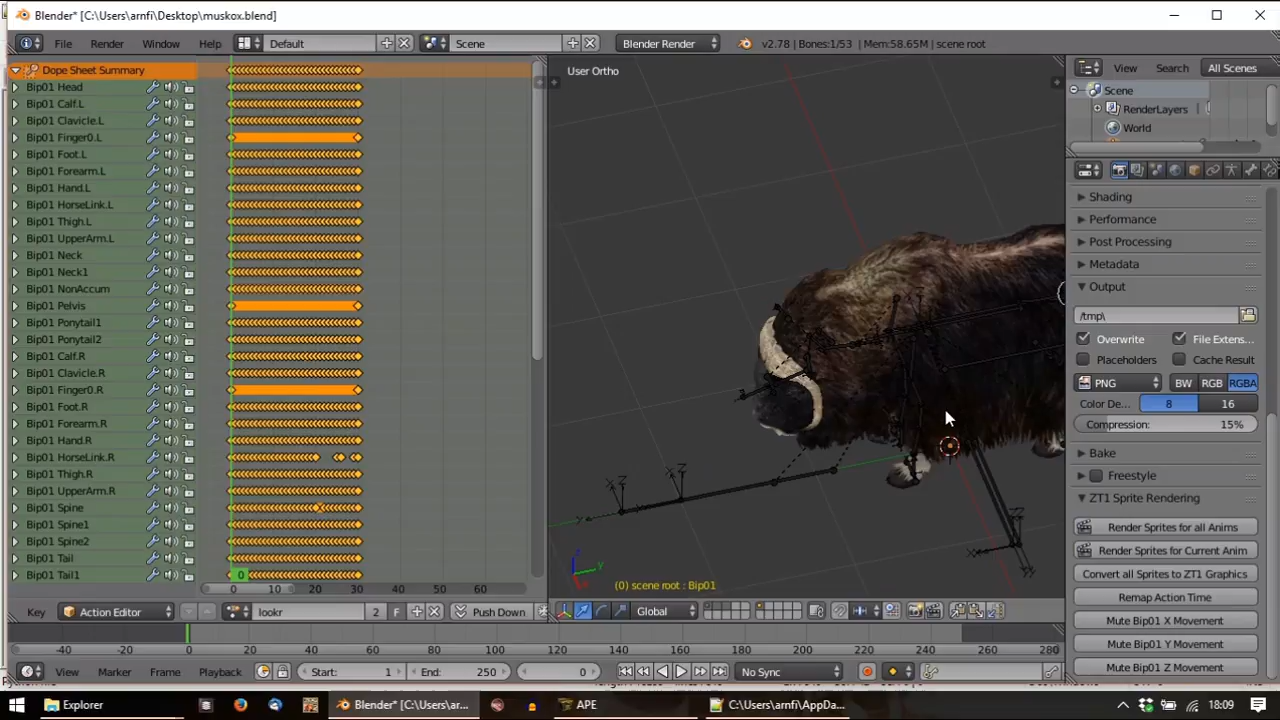 Blender* [C:\Users\arnfi\Desktop\muskox.blend]
File Render Window Help Default Scene Blender Render v2.78 | Bones:1/53 | Mem:58.65M | scene root
Dope Sheet Summary
Bip01 Head
Bip01 Calf.L
Bip01 Clavicle.L
Bip01 Finger0.L
Bip01 Foot.L
Bip01 Forearm.L
Bip01 Hand.L
Bip01 HorseLink.L
Bip01 Thigh.L
Bip01 UpperArm.L
Bip01 Neck
Bip01 Neck1
Bip01 NonAccum
Bip01 Pelvis
Bip01 Ponytail1
Bip01 Ponytail2
Bip01 Calf.R
Bip01 Clavicle.R
Bip01 Finger0.R
Bip01 Foot.R
Bip01 Forearm.R
Bip01 Hand.R
Bip01 HorseLink.R
Bip01 Thigh.R
Bip01 UpperArm.R
Bip01 Spine
Bip01 Spine1
Bip01 Spine2
Bip01 Tail
Bip01 Tail1
0
0 10 20 30 40 50 60
Key Action Editor lookr 2 F Push Down
User Ortho
(0) scene root : Bip01
Global
View Search All Scenes
Scene
RenderLayers
World
Shading
Performance
Post Processing
Metadata
Output
/tmp\
Overwrite File Extens...
Placeholders Cache Result
PNG BW RGB RGBA
Color De... 8 16
Compression: 15%
Bake
Freestyle
ZT1 Sprite Rendering
Render Sprites for all Anims
Render Sprites for Current Anim
Convert all Sprites to ZT1 Graphics
Remap Action Time
Mute Bip01 X Movement
Mute Bip01 Y Movement
Mute Bip01 Z Movement
-40 -20 0 20 40 60 80 100 120 140 160 180 200 220 240 260 280
View Marker Frame Playback Start: 1 End: 250 0 No Sync
Explorer Blender* [C:\Users\ar... APE C:\Users\arnfi\AppDa... 18:09